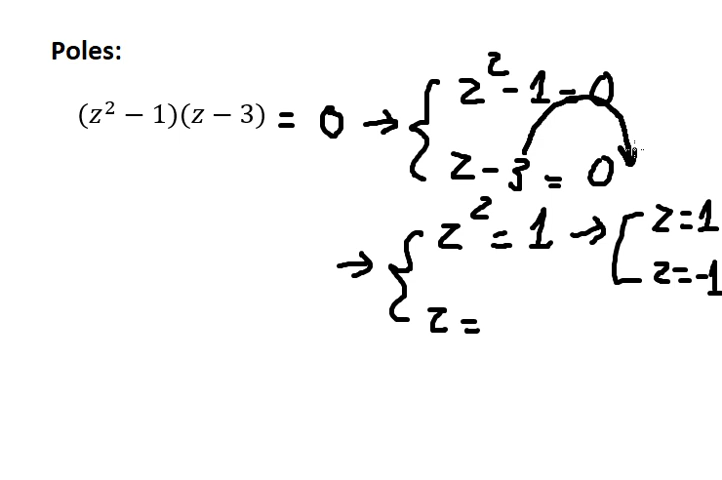 Poles:
z² - 1 = 0
(z² − 1)(z − 3) = 0 → {
z - 3 = 0
z² = 1 → [ z = 1
→ {
z = -1
z =